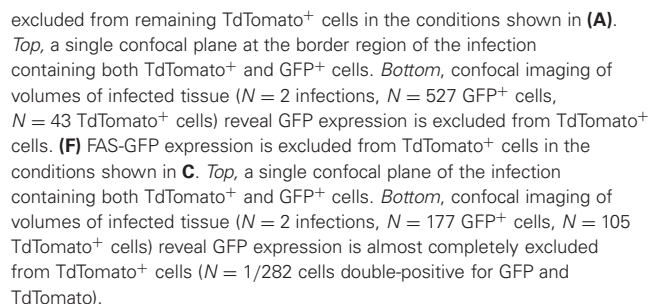 excluded from remaining TdTomato⁺ cells in the conditions shown in (A).
Top, a single confocal plane at the border region of the infection
containing both TdTomato⁺ and GFP⁺ cells. Bottom, confocal imaging of
volumes of infected tissue (N = 2 infections, N = 527 GFP⁺ cells,
N = 43 TdTomato⁺ cells) reveal GFP expression is excluded from TdTomato⁺
cells. (F) FAS-GFP expression is excluded from TdTomato⁺ cells in the
conditions shown in C. Top, a single confocal plane of the infection
containing both TdTomato⁺ and GFP⁺ cells. Bottom, confocal imaging of
volumes of infected tissue (N = 2 infections, N = 177 GFP⁺ cells, N = 105
TdTomato⁺ cells) reveal GFP expression is almost completely excluded
from TdTomato⁺ cells (N = 1/282 cells double-positive for GFP and
TdTomato).